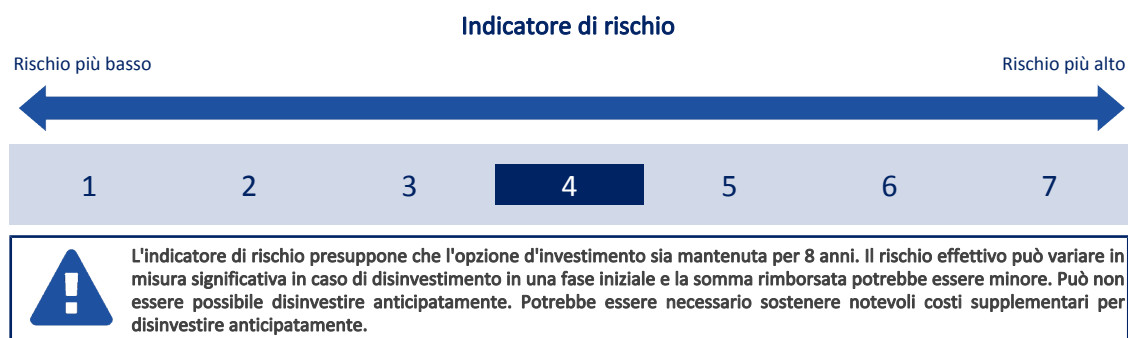 Indicatore di rischio
Rischio più basso
Rischio più alto
1 2 3 4 5 6 7
L'indicatore di rischio presuppone che l'opzione d'investimento sia mantenuta per 8 anni. Il rischio effettivo può variare in
misura significativa in caso di disinvestimento in una fase iniziale e la somma rimborsata potrebbe essere minore. Può non
essere possibile disinvestire anticipatamente. Potrebbe essere necessario sostenere notevoli costi supplementari per
disinvestire anticipatamente.